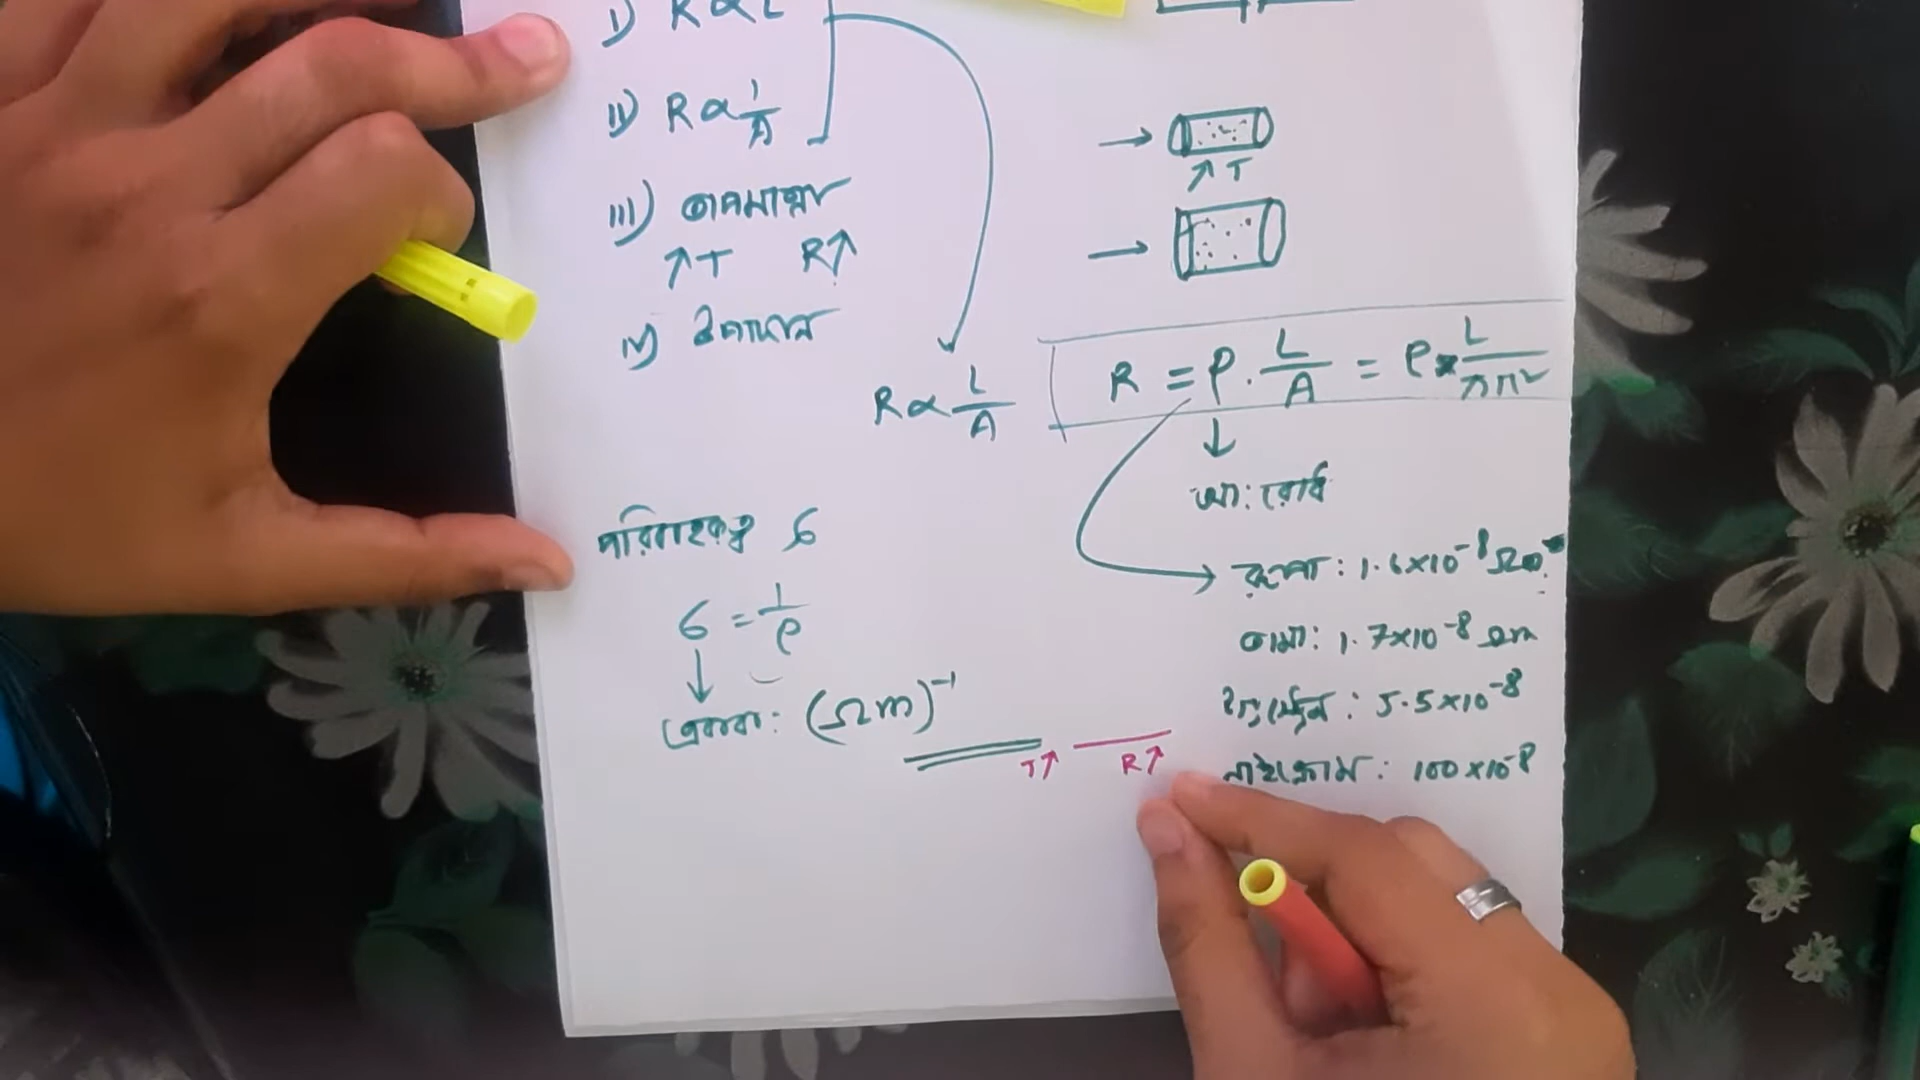 i) R ∝ L
ii) R ∝ 1/A
iii) তাপমাত্রা
↑T R↑
iv) উপাদান
R ∝ L/A
↑T
R = ρ · L/A = ρ × L/πr²
আ: রোধ
রূপা: 1.6×10⁻⁸ Ωm
তামা: 1.7×10⁻⁸ Ωm
টাংস্টেন: 5.5×10⁻⁸
নাইক্রোম: 100×10⁻⁸
পরিবাহকত্ব σ
σ = 1/ρ
একক: (Ωm)⁻¹
T↑ R↑